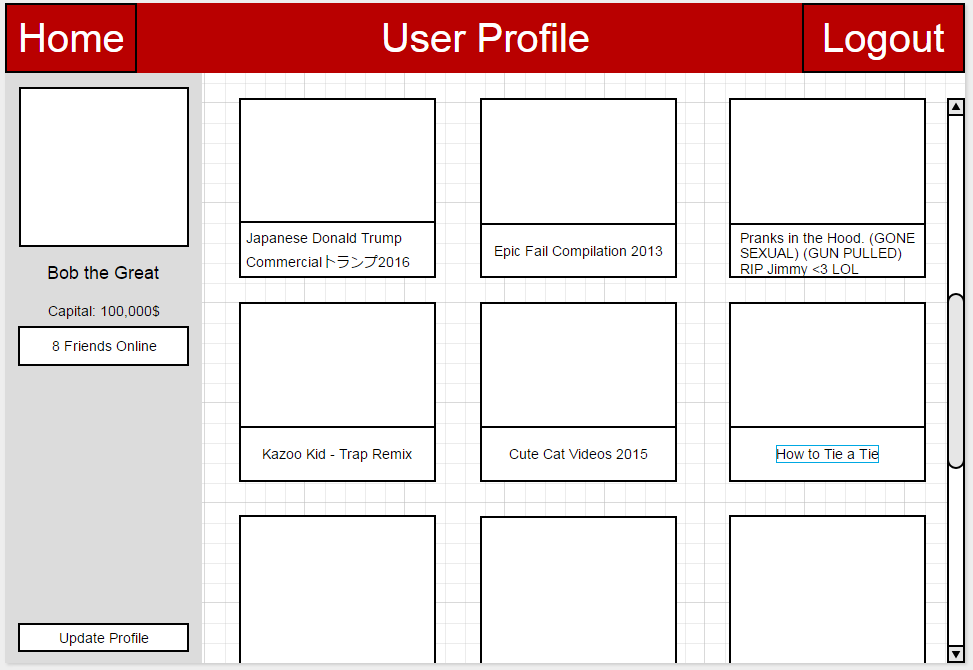 Home
User Profile
Logout
Bob the Great
Capital: 100,000$
8 Friends Online
Update Profile
Japanese Donald Trump
Commercialトランプ2016
Epic Fail Compilation 2013
Pranks in the Hood. (GONE
SEXUAL) (GUN PULLED)
RIP Jimmy <3 LOL
Kazoo Kid - Trap Remix
Cute Cat Videos 2015
How to Tie a Tie